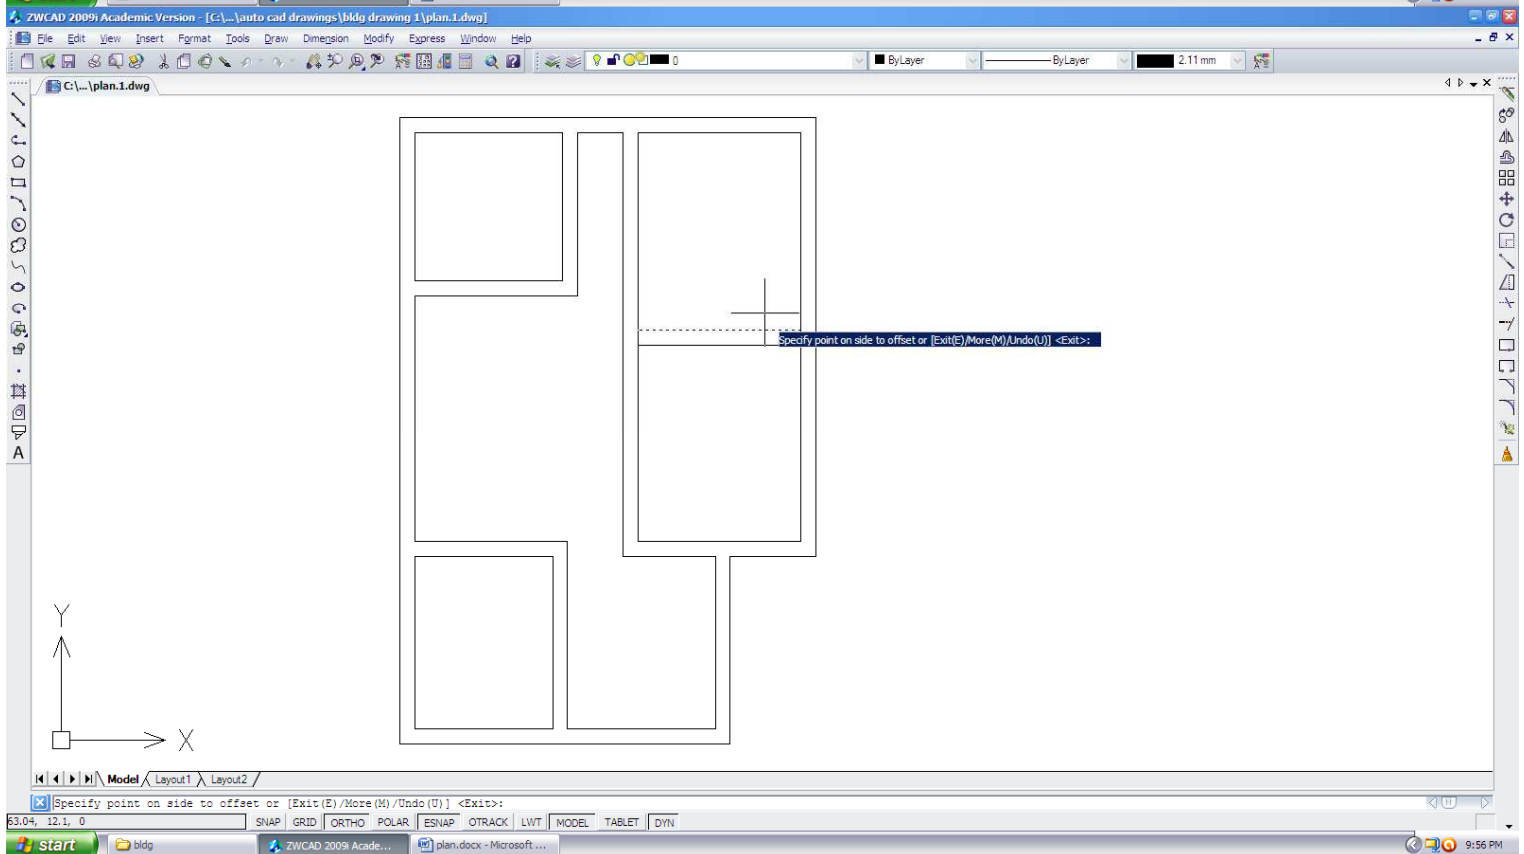 ZWCAD 2009i Academic Version - [C:\...\auto cad drawings\bldg drawing 1\plan.1.dwg]
File Edit View Insert Format Tools Draw Dimension Modify Express Window Help
0 ByLayer ByLayer 2.11 mm
C:\...\plan.1.dwg
Specify point on side to offset or [Exit(E)/More(M)/Undo(U)] <Exit>:
Y
X
Model Layout1 Layout2
Specify point on side to offset or [Exit(E)/More(M)/Undo(U)] <Exit>:
63.04, 12.1, 0 SNAP GRID ORTHO POLAR ESNAP OTRACK LWT MODEL TABLET DYN
start bldg ZWCAD 2009i Acade... plan.docx - Microsoft ... 9:56 PM